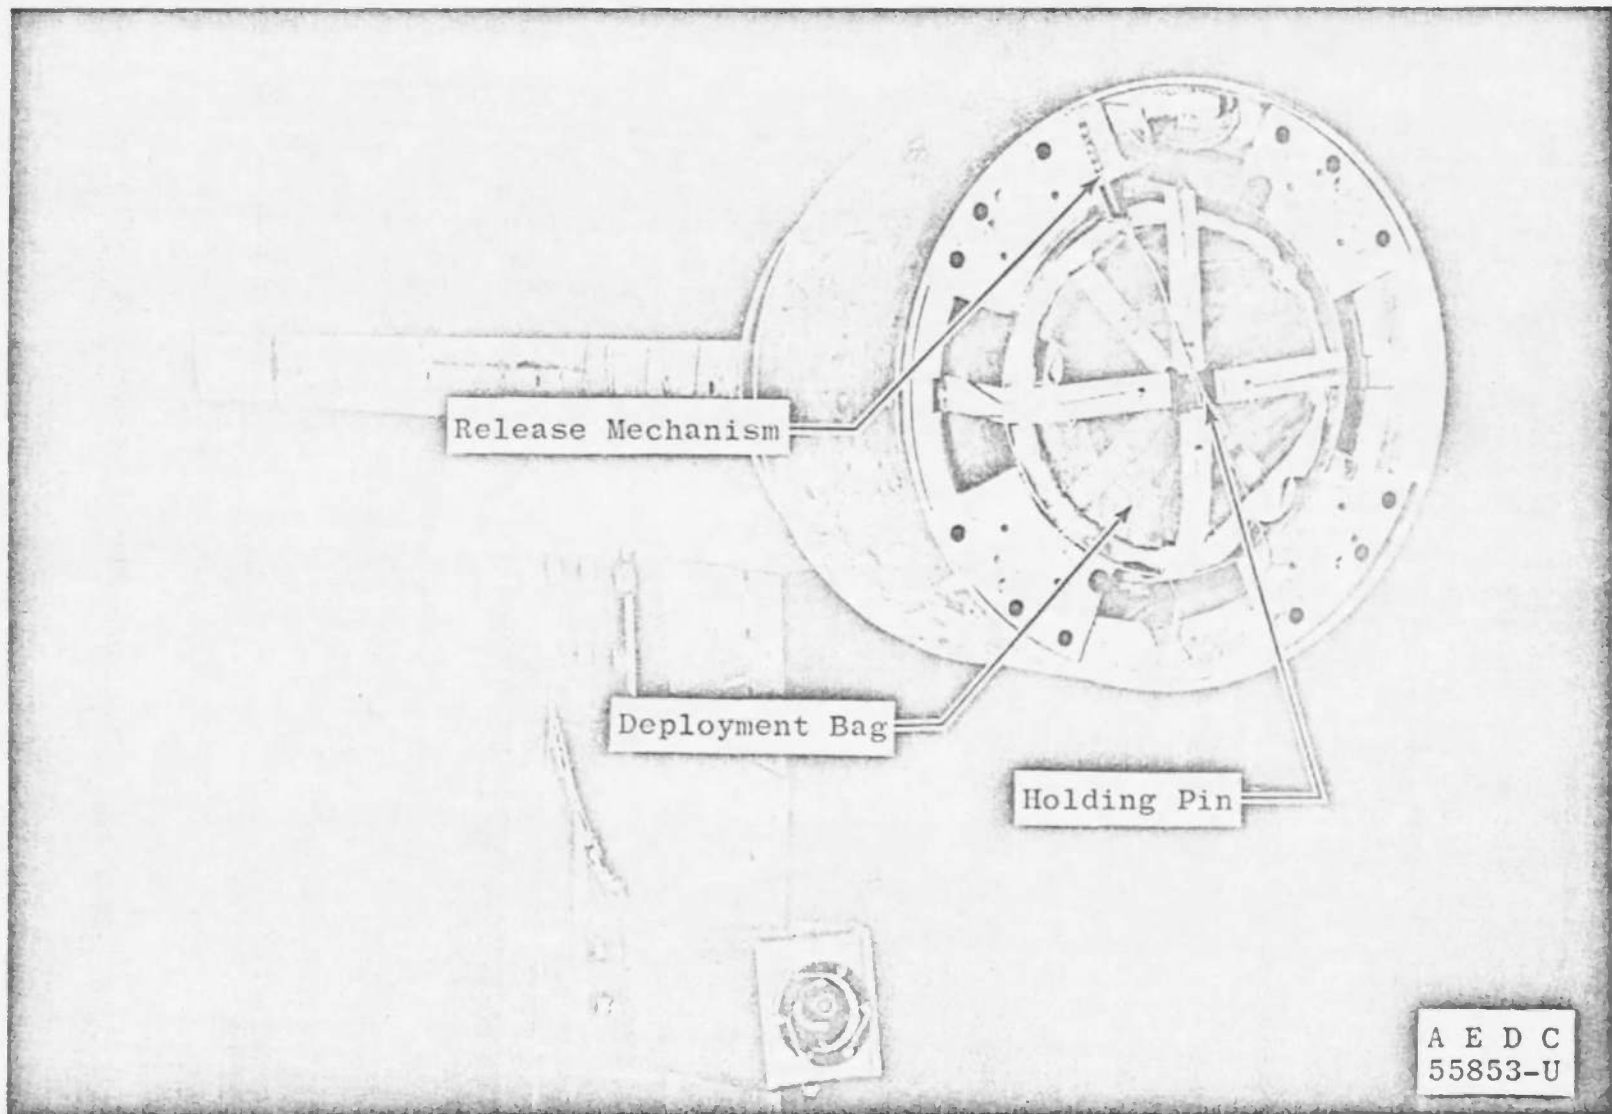 Release Mechanism
Deployment Bag
Holding Pin
A E D C
55853-U